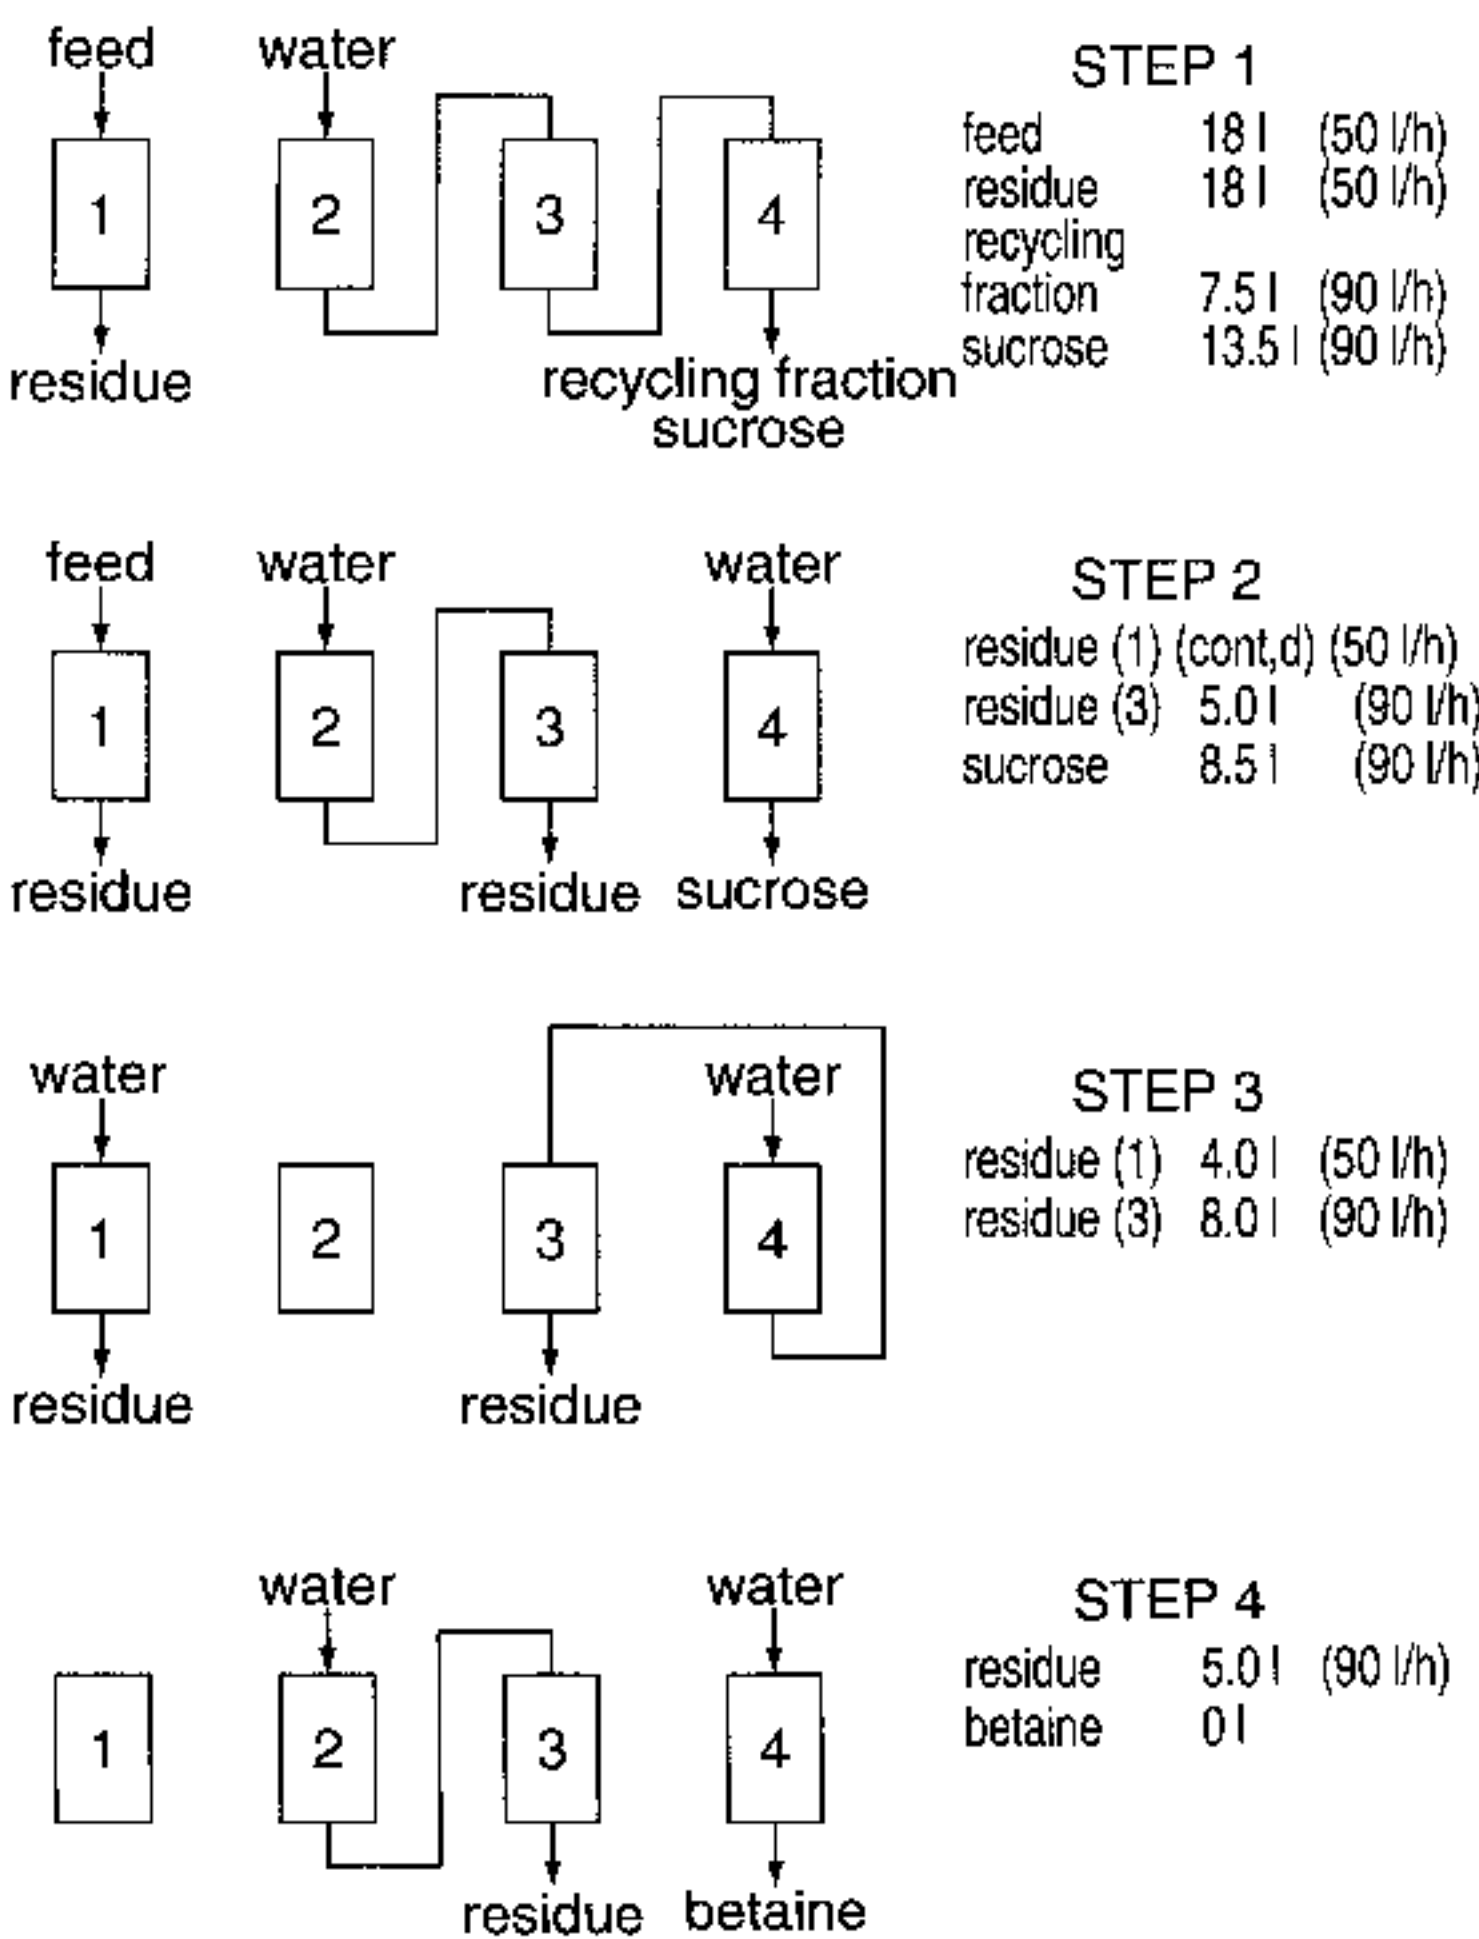 feed water STEP 1
feed 18 l (50 l/h)
1 2 3 4 residue 18 l (50 l/h)
recycling
fraction 7.5 l (90 l/h)
residue recycling fraction sucrose 13.5 l (90 l/h)
sucrose
feed water water STEP 2
residue (1) (cont,d) (50 l/h)
1 2 3 4 residue (3) 5.0 l (90 l/h)
sucrose 8.5 l (90 l/h)
residue residue sucrose
water water STEP 3
residue (1) 4.0 l (50 l/h)
1 2 3 4 residue (3) 8.0 l (90 l/h)
residue residue
water water STEP 4
residue 5.0 l (90 l/h)
1 2 3 4 betaine 0 l
residue betaine